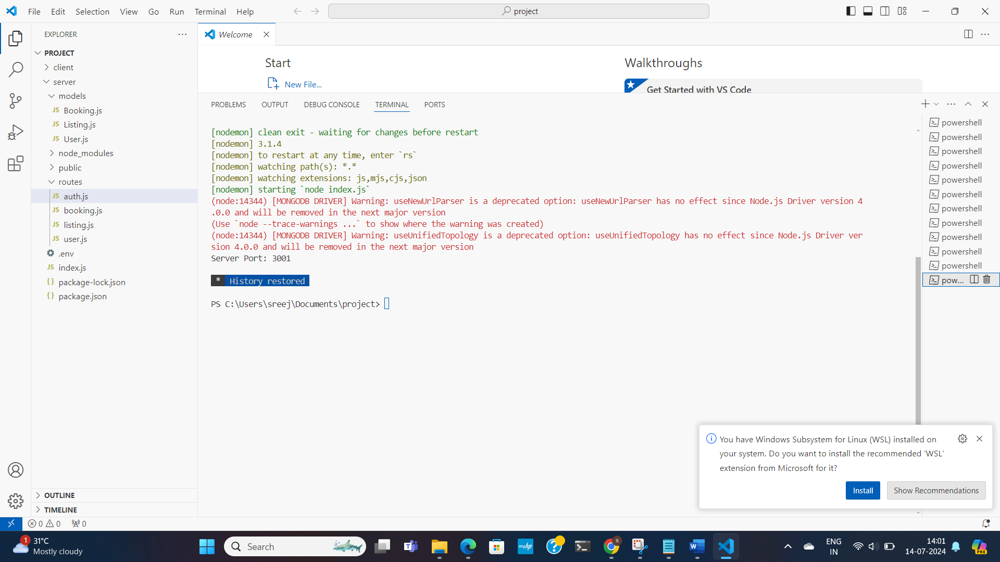 File Edit Selection View Go Run Terminal Help
project
EXPLORER
PROJECT
client
server
models
JS Booking.js
JS Listing.js
JS User.js
node_modules
public
routes
JS auth.js
JS booking.js
JS listing.js
JS user.js
.env
JS index.js
{} package-lock.json
{} package.json
OUTLINE
TIMELINE
Welcome
Start
New File...
Walkthroughs
Get Started with VS Code
PROBLEMS OUTPUT DEBUG CONSOLE TERMINAL PORTS
[nodemon] clean exit - waiting for changes before restart
[nodemon] 3.1.4
[nodemon] to restart at any time, enter `rs`
[nodemon] watching path(s): *.*
[nodemon] watching extensions: js,mjs,cjs,json
[nodemon] starting `node index.js`
(node:14344) [MONGODB DRIVER] Warning: useNewUrlParser is a deprecated option: useNewUrlParser has no effect since Node.js Driver version 4
.0.0 and will be removed in the next major version
(Use `node --trace-warnings ...` to show where the warning was created)
(node:14344) [MONGODB DRIVER] Warning: useUnifiedTopology is a deprecated option: useUnifiedTopology has no effect since Node.js Driver ver
sion 4.0.0 and will be removed in the next major version
Server Port: 3001
* History restored
PS C:\Users\sreej\Documents\project>
powershell
powershell
powershell
powershell
powershell
powershell
powershell
powershell
powershell
powershell
powershell
pow...
You have Windows Subsystem for Linux (WSL) installed on
your system. Do you want to install the recommended 'WSL'
extension from Microsoft for it?
Install
Show Recommendations
0 0 0
1
31°C
Mostly cloudy
Search
myhp
S
ENG
IN
14:01
14-07-2024
PRE